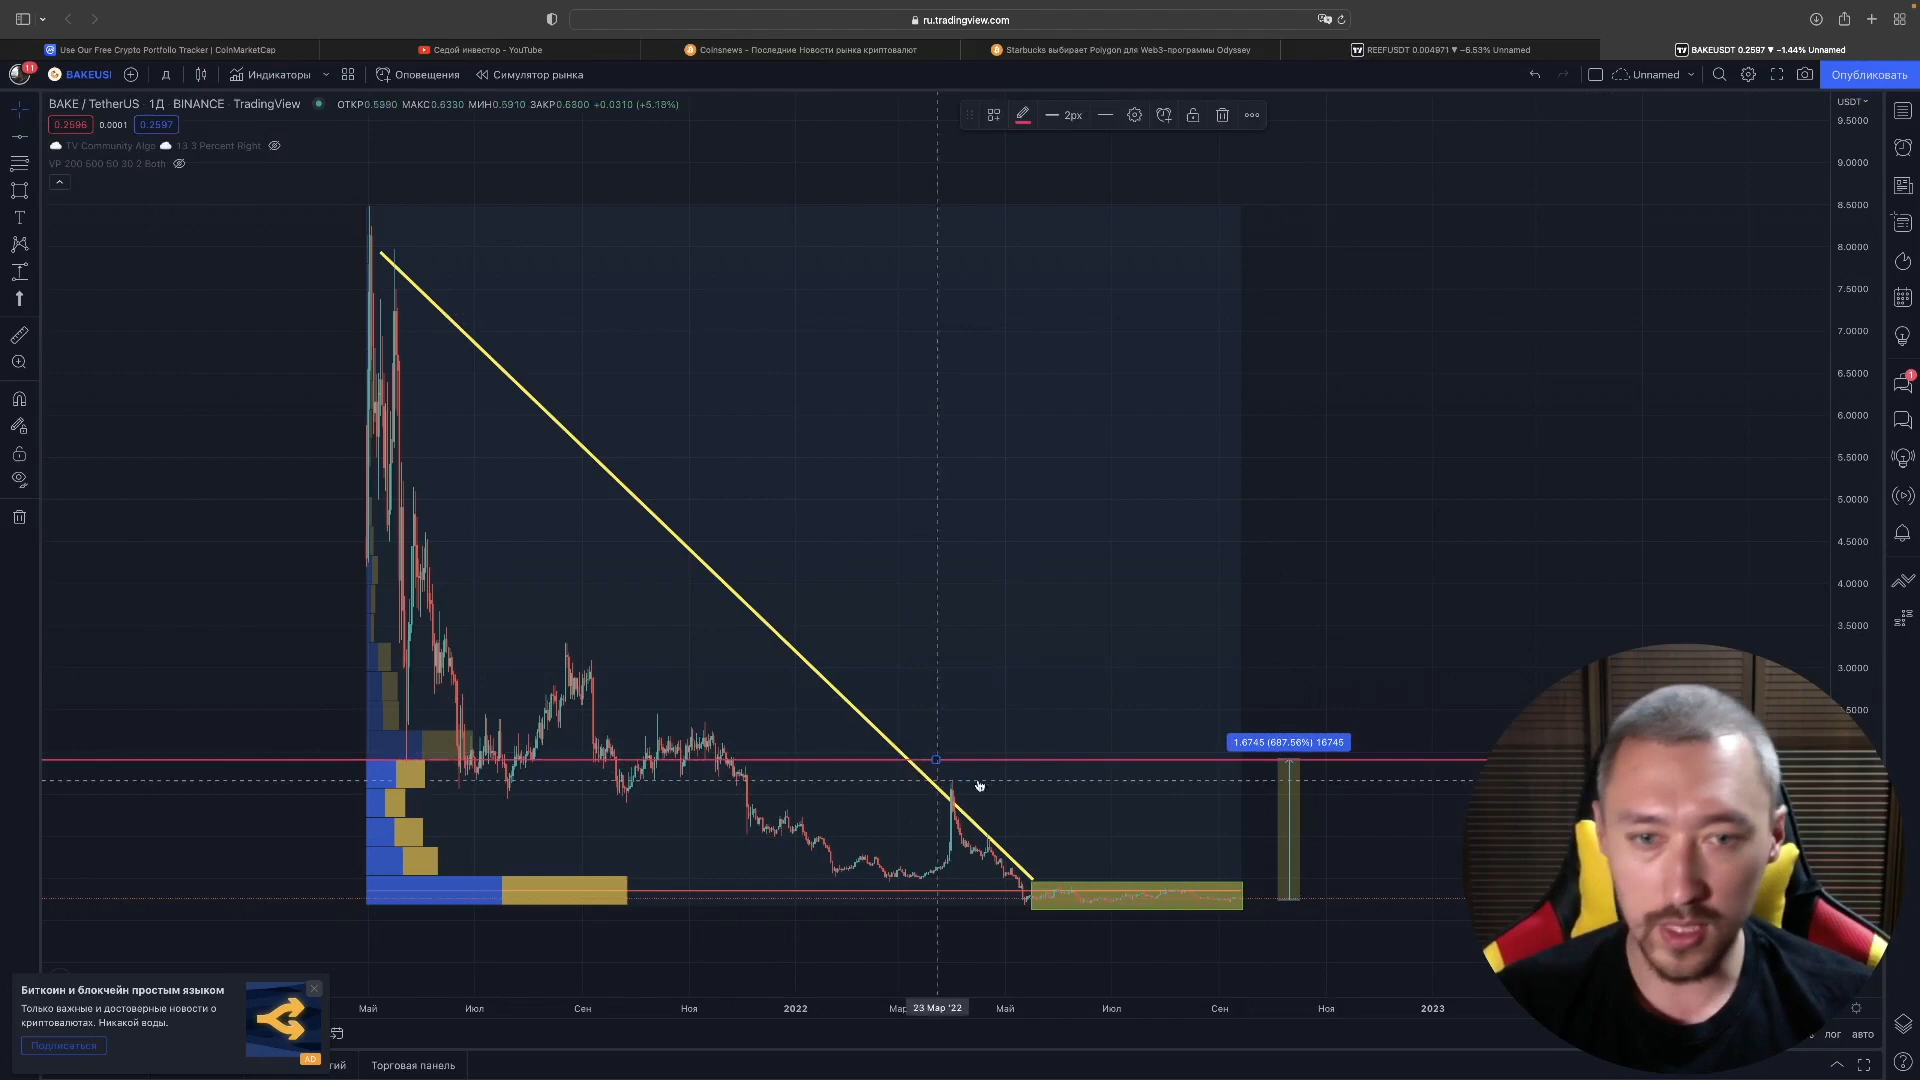 ru.tradingview.com
Use Our Free Crypto Portfolio Tracker | CoinMarketCap
Седой инвестор - YouTube
Coinsnews - Последние Новости рынка криптовалют
Starbucks выбирает Polygon для Web3-программы Odyssey
REEFUSDT 0.004971 ▼ −6.53% Unnamed
BAKEUSDT 0.2597 ▼ −1.44% Unnamed
11
BAKEUSI
Д
Индикаторы
Оповещения
Симулятор рынка
Unnamed
Опубликовать
BAKE / TetherUS · 1Д · BINANCE · TradingView
ОТКР0.5990 МАКС0.6330 МИН0.5910 ЗАКР0.6300 +0.0310 (+5.18%)
0.2596
0.0001
0.2597
TV Community Algo
13 3 Percent Right
VP 200 500 50 30 2 Both
2px
USDT
9.5000
9.0000
8.5000
8.0000
7.5000
7.0000
6.5000
6.0000
5.5000
5.0000
4.5000
4.0000
3.5000
3.0000
.5000
1
1.6745 (687.56%) 16745
Май
Июл
Сен
Ноя
2022
Мар
23 Мар '22
Май
Июл
Сен
Ноя
2023
Биткоин и блокчейн простым языком
Только важные и достоверные новости о
криптовалютах. Никакой воды.
Подписаться
AD
лог
авто
гий
Торговая панель